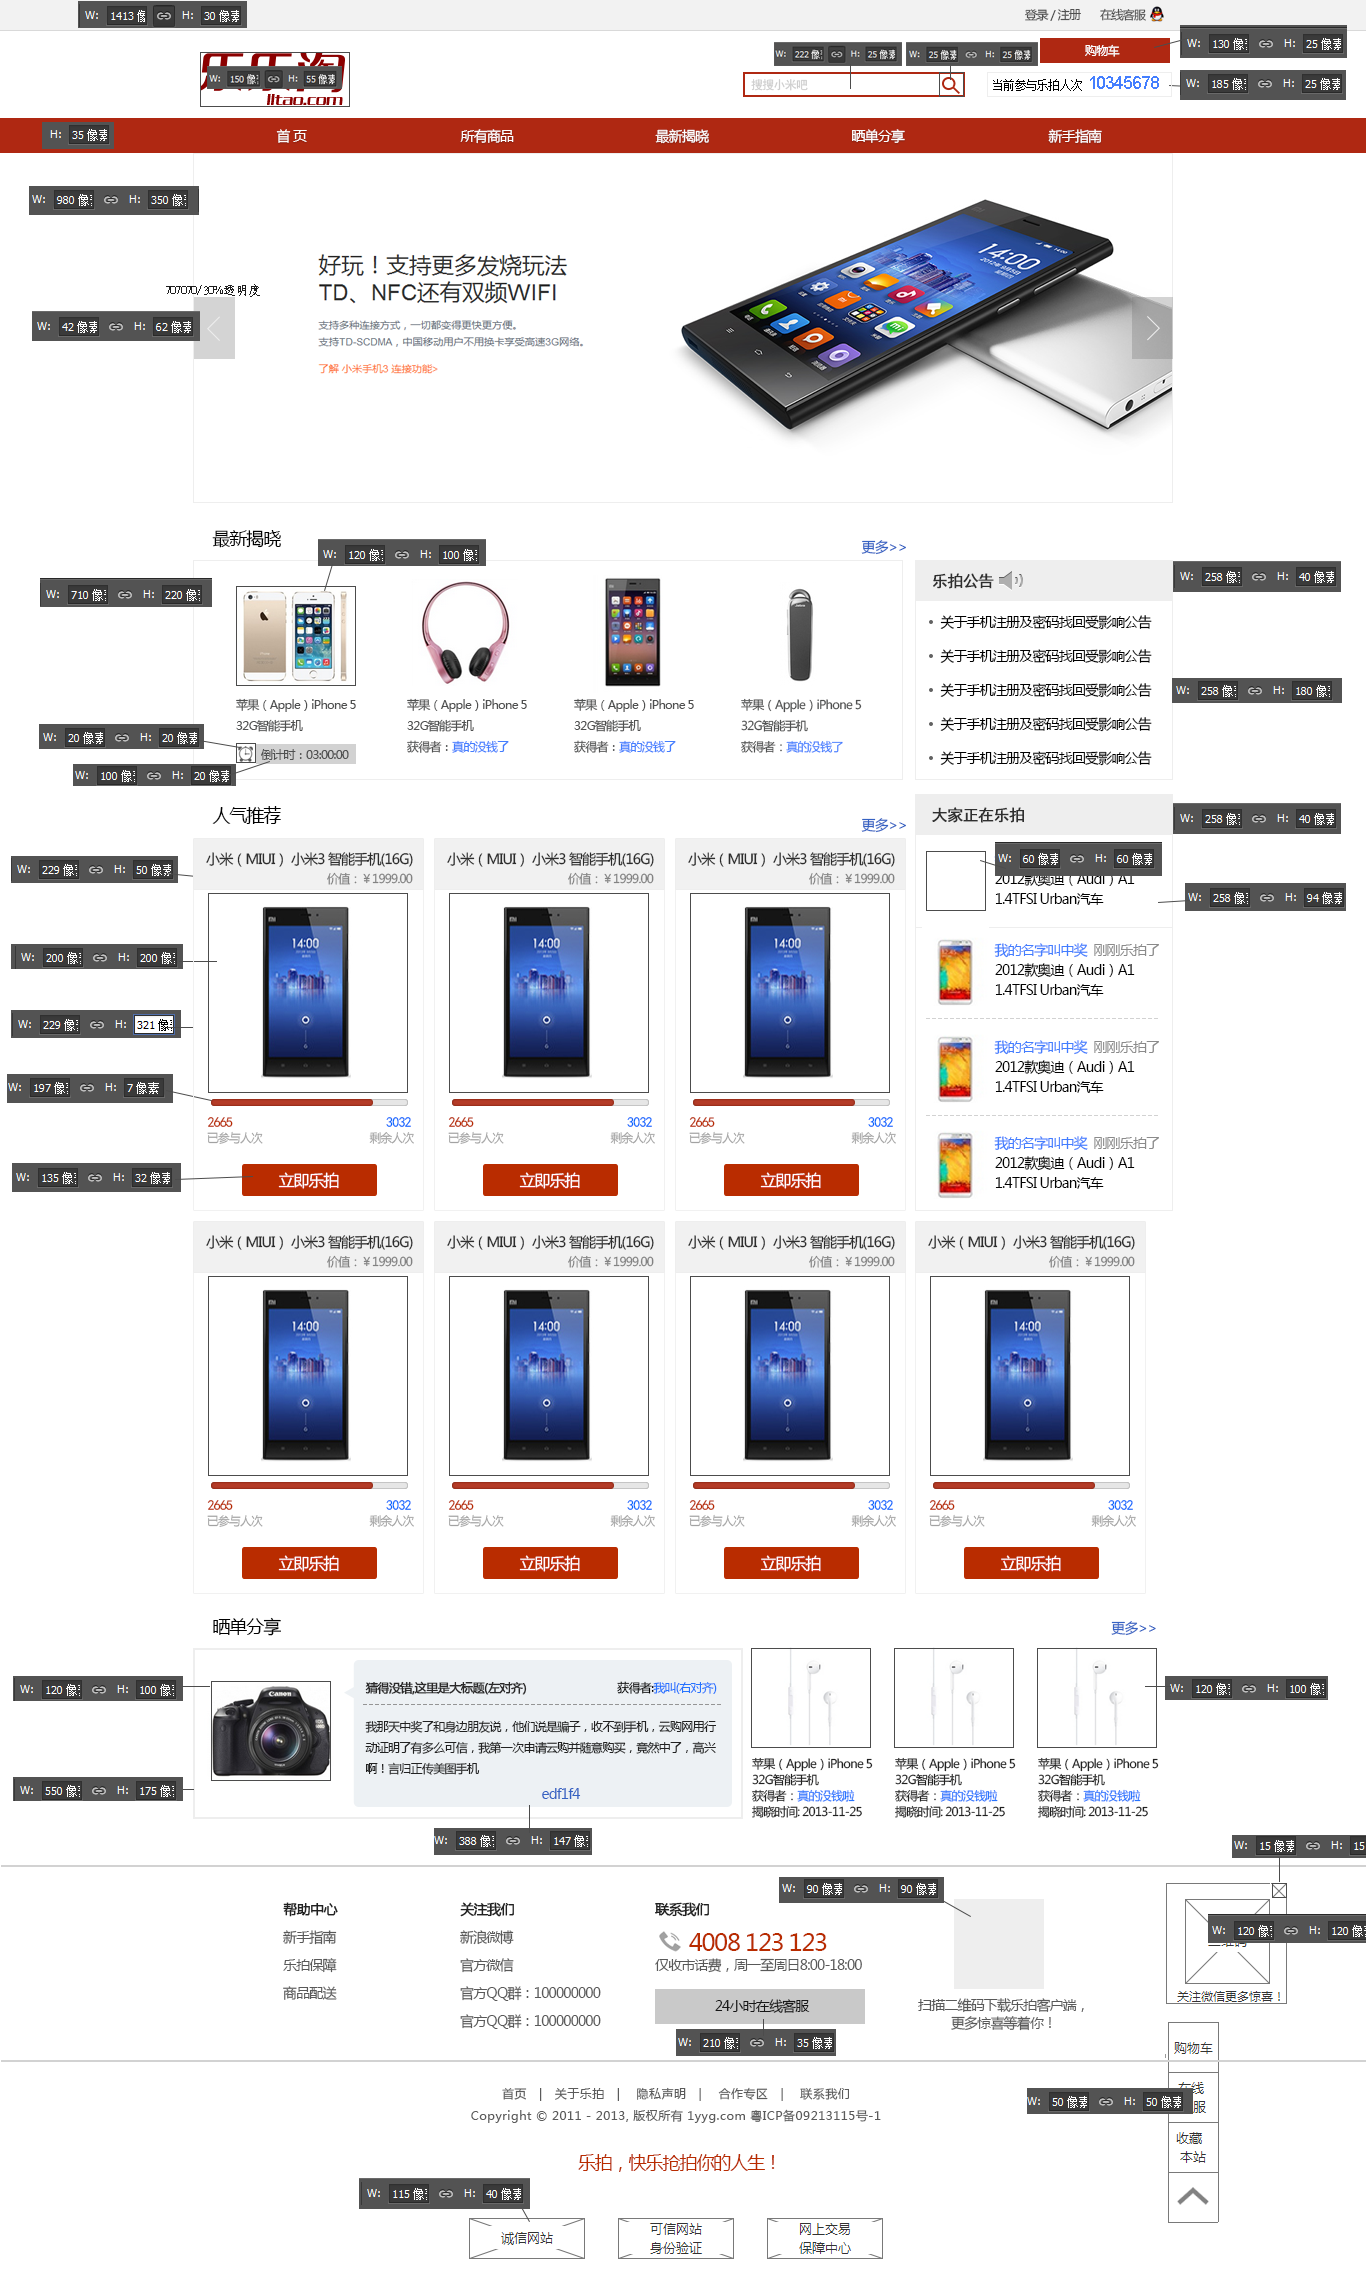 W: 1413 像 H: 30 像素
登录 / 注册 在线客服
W: 222 像素 H: 25 像素
W: 25 像素 H: 25 像素
购物车
W: 130 像素 H: 25 像素
乐乐淘
W: 150 像素 H: 55 像素
lltao.com
搜搜小米吧
当前参与乐拍人次 10345678
W: 185 像素 H: 25 像素
H: 35 像素
首 页 所有商品 最新揭晓 晒单分享 新手指南
W: 980 像素 H: 350 像素
好玩！支持更多发烧玩法
TD、NFC还有双频WIFI
707070/30%透明度
W: 42 像素 H: 62 像素
支持多种连接方式，一切都变得更快更方便。
支持TD-SCDMA，中国移动用户不用换卡享受高速3G网络。
了解 小米手机3 连接功能>
14:00
最新揭晓
更多>>
W: 120 像素 H: 100 像素
W: 710 像素 H: 220 像素
苹果（Apple）iPhone 5
32G智能手机
倒计时：03:00:00
苹果（Apple）iPhone 5
32G智能手机
获得者：真的没钱了
苹果（Apple）iPhone 5
32G智能手机
获得者：真的没钱了
苹果（Apple）iPhone 5
32G智能手机
获得者：真的没钱了
W: 20 像素 H: 20 像素
W: 100 像素 H: 20 像素
乐拍公告
W: 258 像素 H: 40 像素
关于手机注册及密码找回受影响公告
关于手机注册及密码找回受影响公告
关于手机注册及密码找回受影响公告
关于手机注册及密码找回受影响公告
关于手机注册及密码找回受影响公告
W: 258 像素 H: 180 像素
人气推荐
更多>>
W: 229 像素 H: 50 像素
W: 200 像素 H: 200 像素
W: 229 像素 H: 321 像素
W: 197 像素 H: 7 像素
W: 135 像素 H: 32 像素
小米（MIUI） 小米3 智能手机(16G)
价值：￥1999.00
14:00
2665 3032
已参与人次 剩余人次
立即乐拍
小米（MIUI） 小米3 智能手机(16G)
价值：￥1999.00
14:00
2665 3032
已参与人次 剩余人次
立即乐拍
小米（MIUI） 小米3 智能手机(16G)
价值：￥1999.00
14:00
2665 3032
已参与人次 剩余人次
立即乐拍
大家正在乐拍
W: 258 像素 H: 40 像素
W: 60 像素 H: 60 像素
2012款奥迪（Audi）A1
1.4TFSI Urban汽车
W: 258 像素 H: 94 像素
我的名字叫中奖 刚刚乐拍了
2012款奥迪（Audi）A1
1.4TFSI Urban汽车
我的名字叫中奖 刚刚乐拍了
2012款奥迪（Audi）A1
1.4TFSI Urban汽车
我的名字叫中奖 刚刚乐拍了
2012款奥迪（Audi）A1
1.4TFSI Urban汽车
小米（MIUI） 小米3 智能手机(16G)
价值：￥1999.00
14:00
2665 3032
已参与人次 剩余人次
立即乐拍
小米（MIUI） 小米3 智能手机(16G)
价值：￥1999.00
14:00
2665 3032
已参与人次 剩余人次
立即乐拍
小米（MIUI） 小米3 智能手机(16G)
价值：￥1999.00
14:00
2665 3032
已参与人次 剩余人次
立即乐拍
小米（MIUI） 小米3 智能手机(16G)
价值：￥1999.00
14:00
2665 3032
已参与人次 剩余人次
立即乐拍
晒单分享
更多>>
W: 120 像素 H: 100 像素
W: 550 像素 H: 175 像素
Canon
猜得没错,这里是大标题(左对齐) 获得者:我叫(右对齐)
我那天中奖了和身边朋友说，他们说是骗子，收不到手机，云购网用行
动证明了有多么可信，我第一次申请云购并随意购买，竟然中了，高兴
啊！言归正传美图手机
edf1f4
W: 388 像素 H: 147 像素
苹果（Apple）iPhone 5
32G智能手机
获得者：真的没钱啦
揭晓时间: 2013-11-25
苹果（Apple）iPhone 5
32G智能手机
获得者：真的没钱啦
揭晓时间: 2013-11-25
苹果（Apple）iPhone 5
32G智能手机
获得者：真的没钱啦
揭晓时间: 2013-11-25
W: 120 像素 H: 100 像素
W: 15 像素 H: 15
帮助中心
新手指南
乐拍保障
商品配送
关注我们
新浪微博
官方微信
官方QQ群：100000000
官方QQ群：100000000
联系我们
4008 123 123
仅收市话费，周一至周日8:00-18:00
24小时在线客服
W: 210 像素 H: 35 像素
W: 90 像素 H: 90 像素
扫描二维码下载乐拍客户端，
更多惊喜等着你！
W: 120 像素 H: 120 像素
关注微信更多惊喜！
购物车
在线
服
W: 50 像素 H: 50 像素
收藏
本站
首页 | 关于乐拍 | 隐私声明 | 合作专区 | 联系我们
Copyright © 2011 - 2013, 版权所有 1yyg.com 粤ICP备09213115号-1
乐拍，快乐抢拍你的人生！
W: 115 像素 H: 40 像素
诚信网站
可信网站
身份验证
网上交易
保障中心